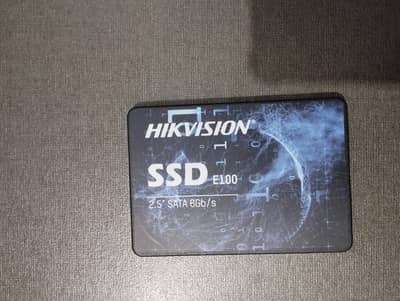 HIKVISION®
SSD E100
2.5" SATA 6Gb/s